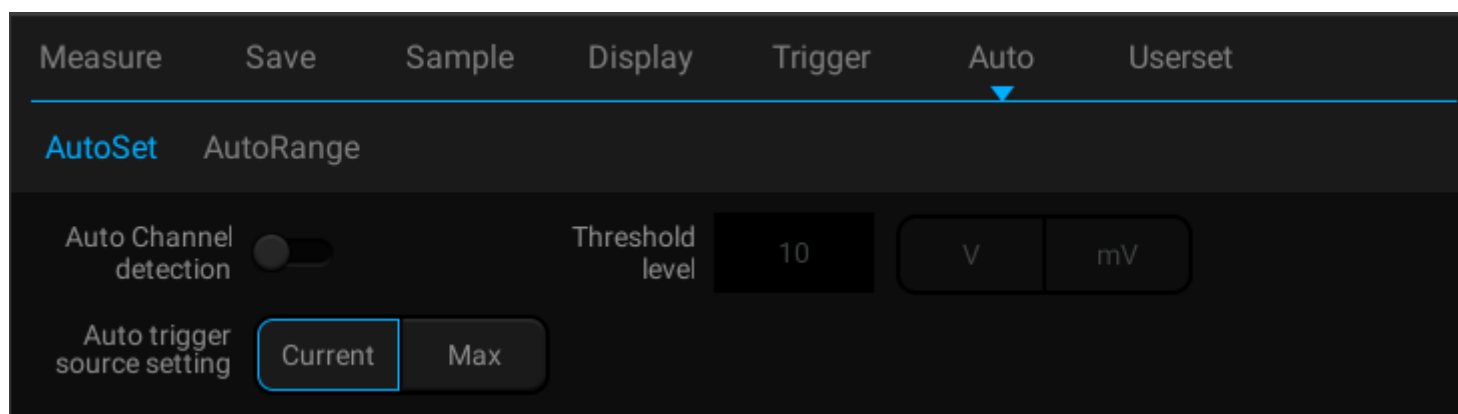 Measure Save Sample Display Trigger Auto Userset
AutoSet AutoRange
Auto Channel
detection
Threshold
level
10 V mV
Auto trigger
source setting
Current Max